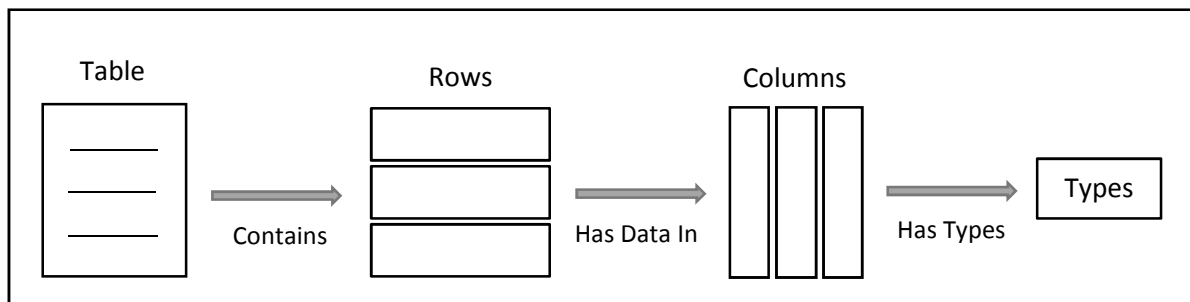 Table
Rows
Columns
Types
Contains
Has Data In
Has Types